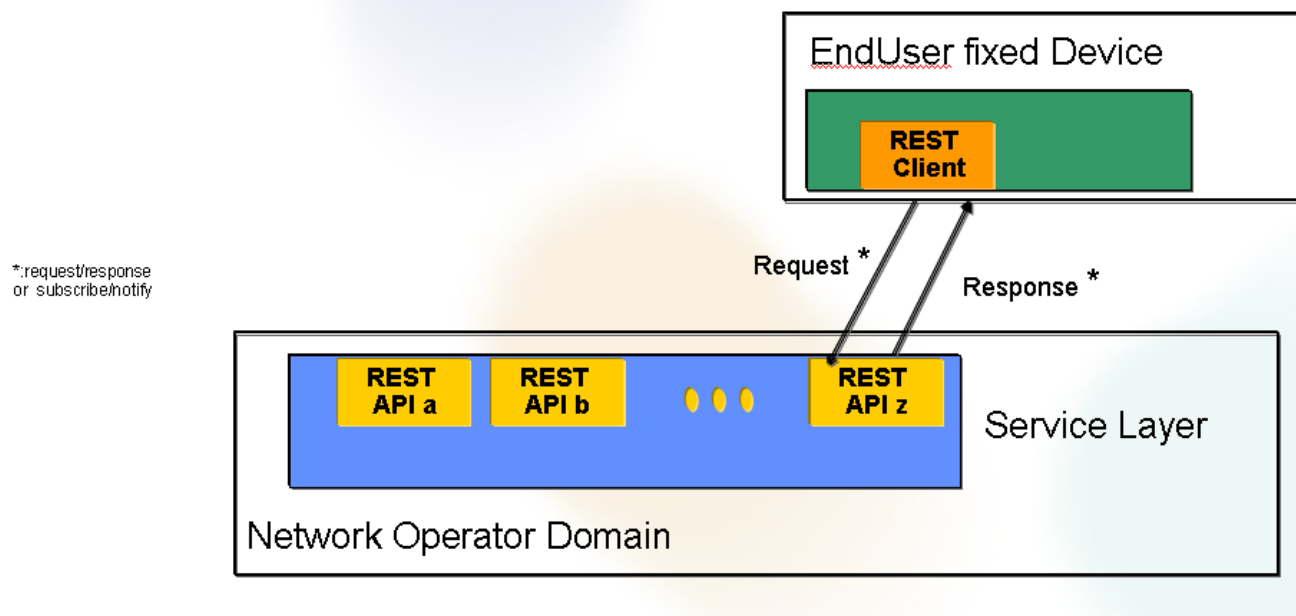 EndUser fixed Device
REST
Client
Request *
Response *
*:request/response
or subscribe/notify
REST
API a
REST
API b
REST
API z
Service Layer
Network Operator Domain